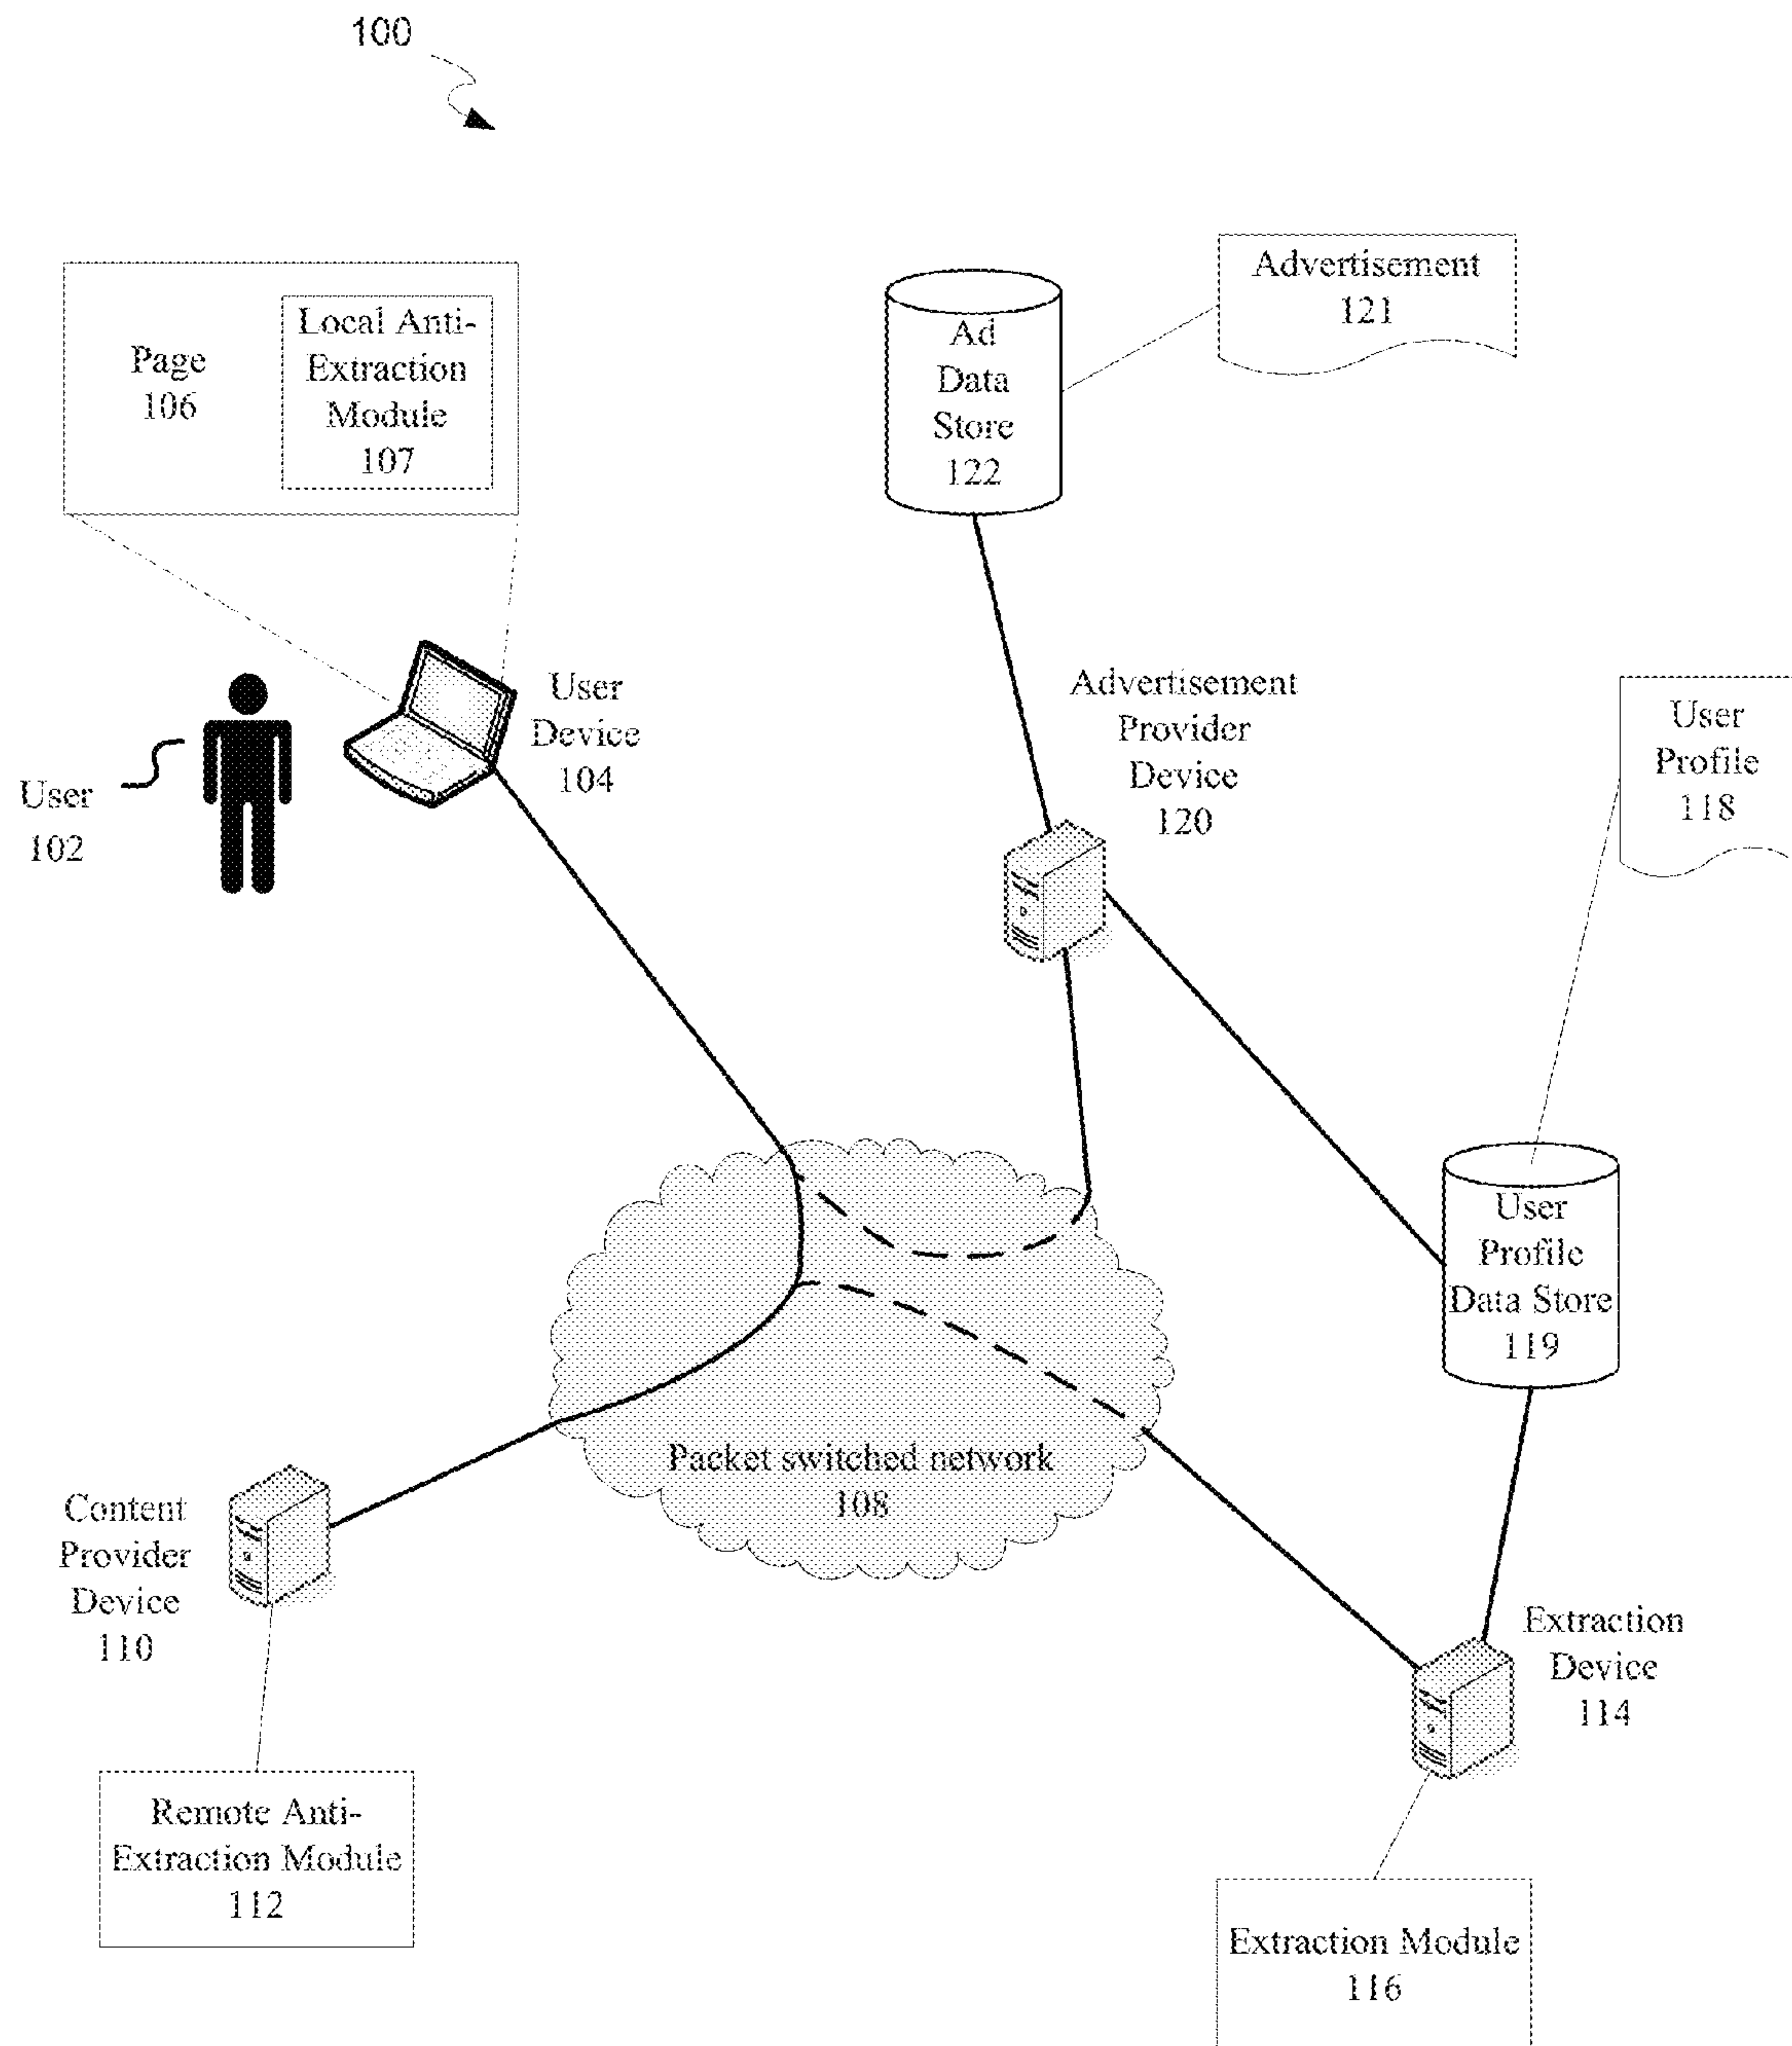 100
Page
106
Local Anti-
Extraction
Module
107
Ad
Data
Store
122
Advertisement
121
User
102
User
Device
104
Advertisement
Provider
Device
120
User
Profile
118
User
Profile
Data Store
119
Packet switched network
108
Content
Provider
Device
110
Remote Anti-
Extraction Module
112
Extraction
Device
114
Extraction Module
116